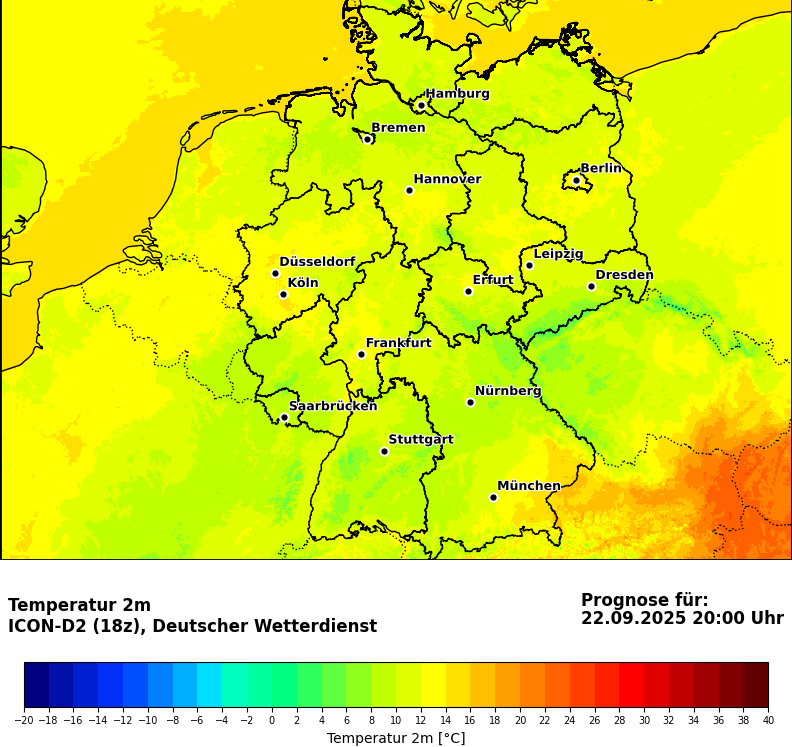 Hamburg
Bremen
Berlin
Hannover
Düsseldorf
Leipzig
Köln
Erfurt
Dresden
Frankfurt
Nürnberg
Saarbrücken
Stuttgart
München
Temperatur 2m
ICON-D2 (18z), Deutscher Wetterdienst
Prognose für:
22.09.2025 20:00 Uhr
−20 −18 −16 −14 −12 −10 −8 −6 −4 −2 0 2 4 6 8 10 12 14 16 18 20 22 24 26 28 30 32 34 36 38 40
Temperatur 2m [°C]